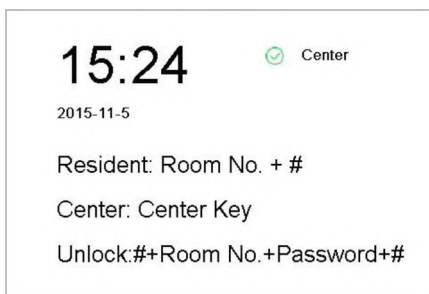 15:24
Center
2015-11-5
Resident: Room No. + #
Center: Center Key
Unlock:#+Room No.+Password+#